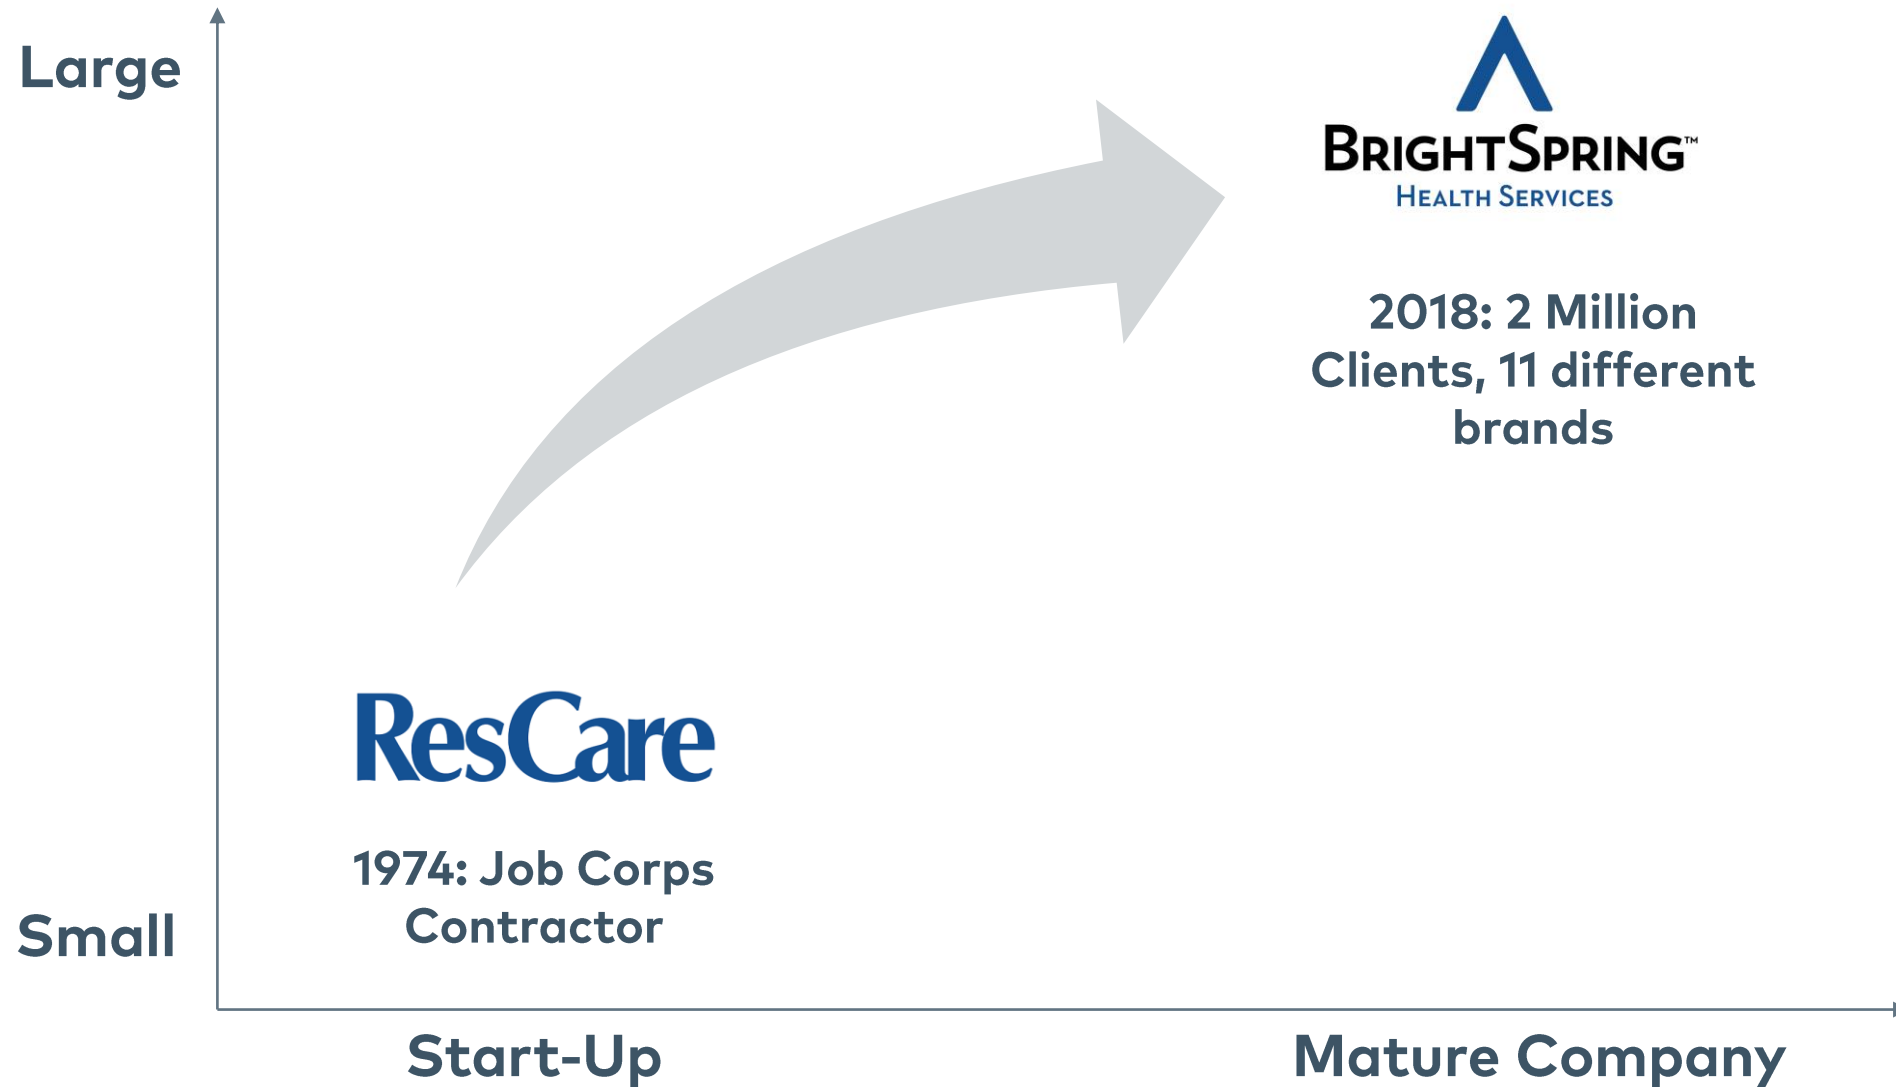 Large
BRIGHTSPRING™
HEALTH SERVICES
2018: 2 Million
Clients, 11 different
brands
ResCare
1974: Job Corps
Contractor
Small
Start-Up
Mature Company